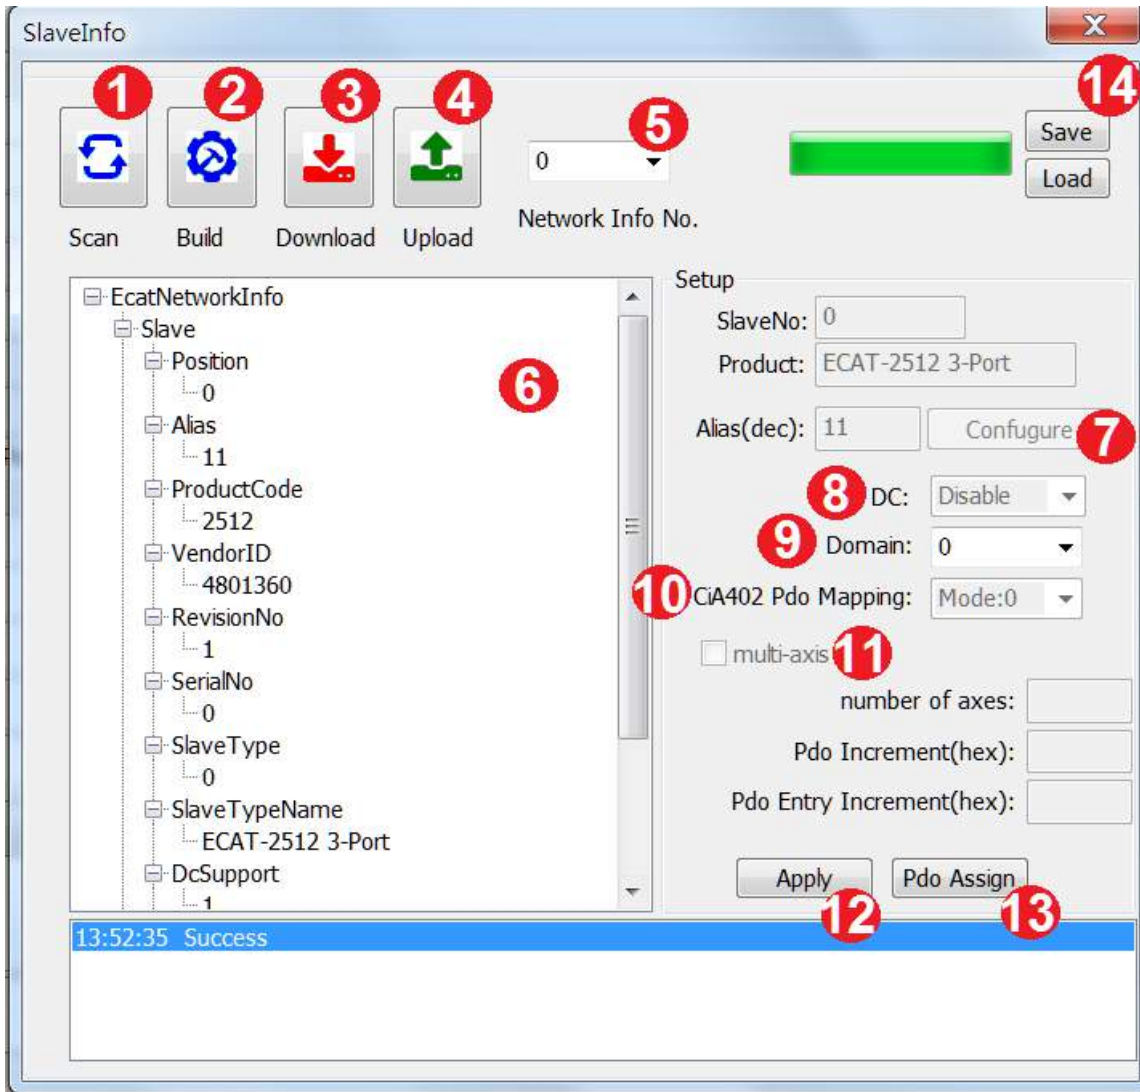 SlaveInfo
X
1 2 3 4 5 14
0
Save
Load
Scan Build Download Upload Network Info No.
EcatNetworkInfo
Slave
Position
0
Alias
11
ProductCode
2512
VendorID
4801360
RevisionNo
1
SerialNo
0
SlaveType
0
SlaveTypeName
ECAT-2512 3-Port
DcSupport
1
6
Setup
SlaveNo: 0
Product: ECAT-2512 3-Port
Alias(dec): 11 Confugure 7
8 DC: Disable
9 Domain: 0
10 CiA402 Pdo Mapping: Mode:0
multi-axis 11
number of axes:
Pdo Increment(hex):
Pdo Entry Increment(hex):
Apply Pdo Assign
12 13
13:52:35 Success